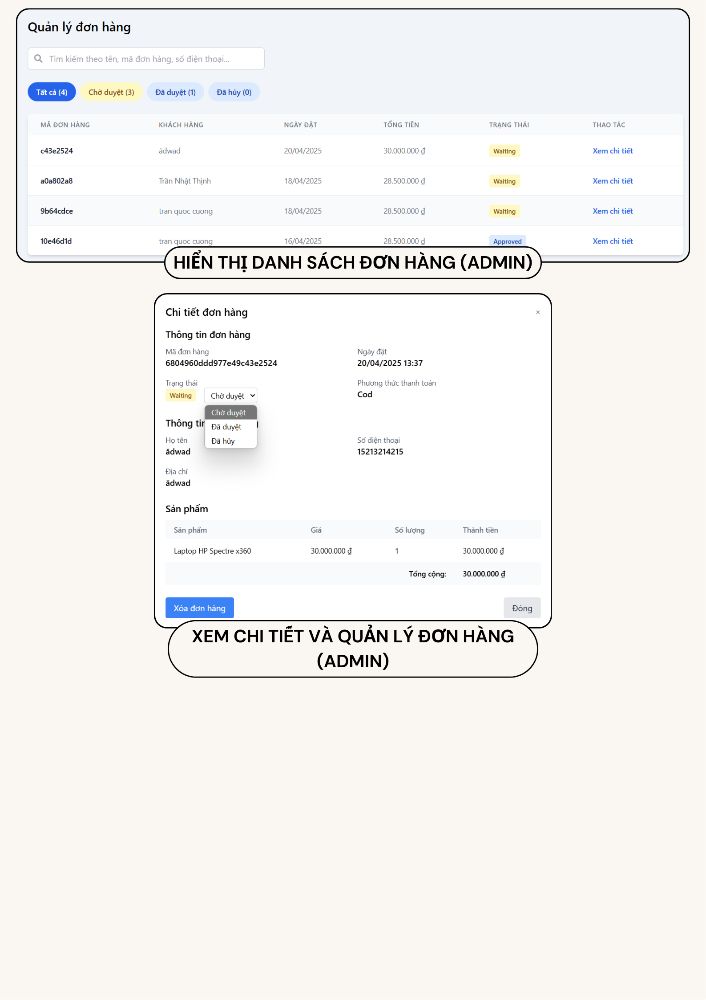 Quản lý đơn hàng
Tìm kiếm theo tên, mã đơn hàng, số điện thoại...
Tất cả (4) Chờ duyệt (3) Đã duyệt (1) Đã hủy (0)
MÃ ĐƠN HÀNG KHÁCH HÀNG NGÀY ĐẶT TỔNG TIỀN TRẠNG THÁI THAO TÁC
c43e2524 ădwad 20/04/2025 30.000.000 ₫ Waiting Xem chi tiết
a0a802a8 Trần Nhật Thịnh 18/04/2025 28.500.000 ₫ Waiting Xem chi tiết
9b64cdce tran quoc cuong 18/04/2025 28.500.000 ₫ Waiting Xem chi tiết
10e46d1d tran quoc cuong 16/04/2025 28.500.000 ₫ Approved Xem chi tiết
HIỂN THỊ DANH SÁCH ĐƠN HÀNG (ADMIN)
Chi tiết đơn hàng ×
Thông tin đơn hàng
Mã đơn hàng Ngày đặt
6804960ddd977e49c43e2524 20/04/2025 13:37
Trạng thái Phương thức thanh toán
Waiting Chờ duyệt Cod
Chờ duyệt
Thông
Đã duyệt
Đã hủy
Họ tên Số điện thoại
ădwad 15213214215
Địa chỉ
ădwad
Sản phẩm
Sản phẩm Giá Số lượng Thành tiền
Laptop HP Spectre x360 30.000.000 ₫ 1 30.000.000 ₫
Tổng cộng: 30.000.000 ₫
Xóa đơn hàng Đóng
XEM CHI TIẾT VÀ QUẢN LÝ ĐƠN HÀNG
(ADMIN)